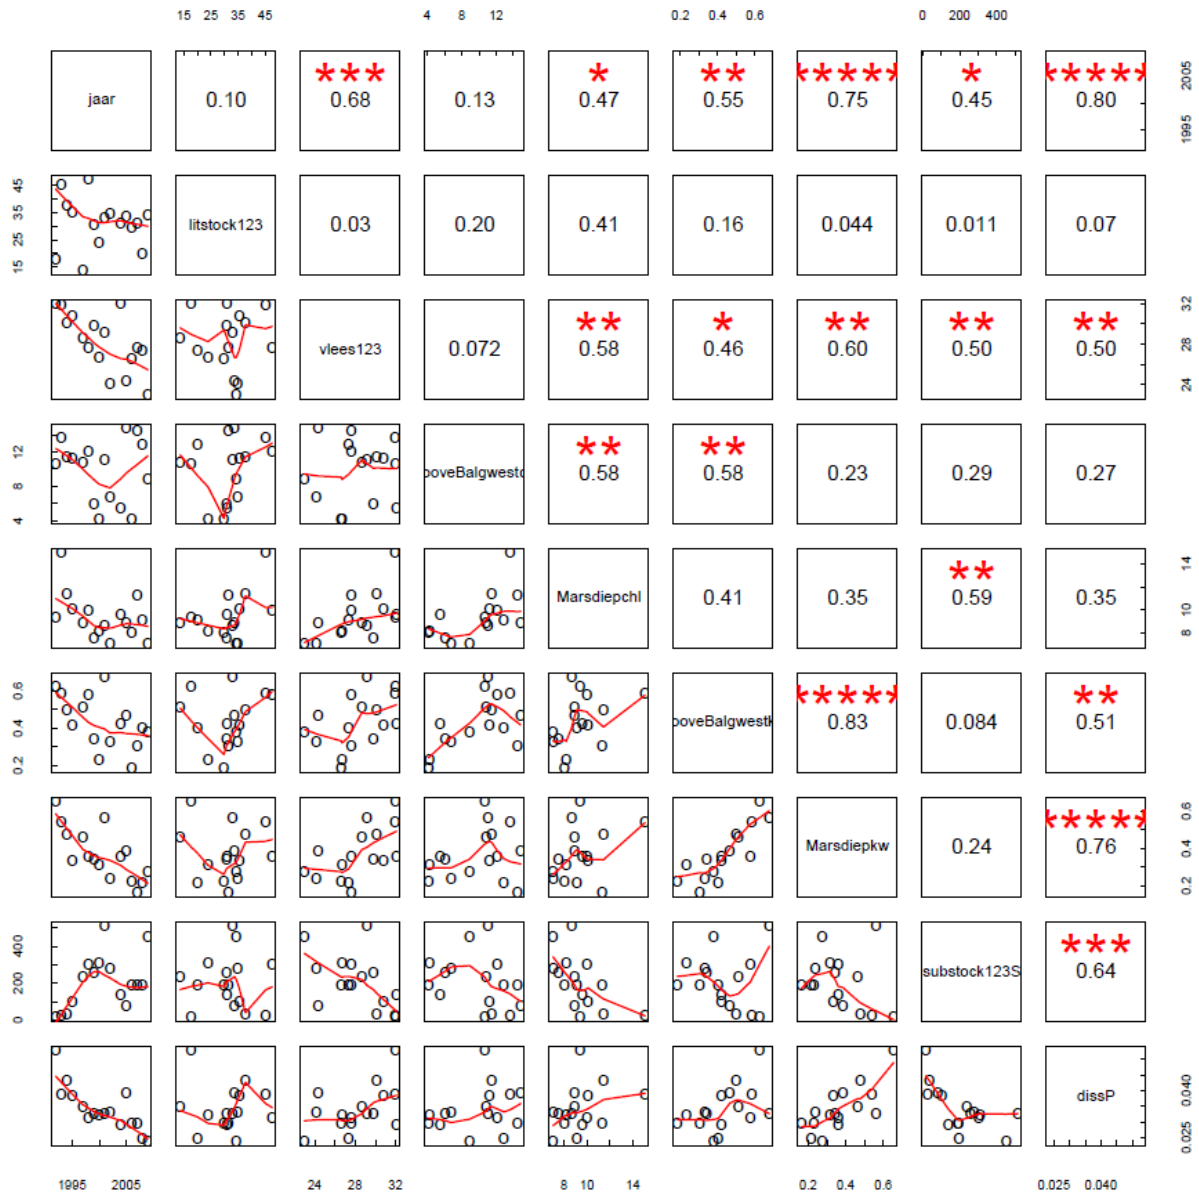 15 25 35 45 4 8 12 0.2 0.4 0.6 0 200 400
jaar 0.10 *** 0.68 0.13 * 0.47 ** 0.55 ***** 0.75 * 0.45 ***** 0.80 1995 2005
15 25 35 45 litstock123 0.03 0.20 0.41 0.16 0.044 0.011 0.07
vlees123 0.072 ** 0.58 * 0.46 ** 0.60 ** 0.50 ** 0.50 24 28 32
4 8 12 ooveBalgwestc ** 0.58 ** 0.58 0.23 0.29 0.27
Marsdiepchl 0.41 0.35 ** 0.59 0.35 8 10 14
0.2 0.4 0.6 ooveBalgwestk ***** 0.83 0.084 ** 0.51
Marsdiepkw 0.24 ***** 0.76 0.2 0.4 0.6
0 200 400 substock123S *** 0.64
dissP 0.025 0.040
1995 2005 24 28 32 8 10 14 0.2 0.4 0.6 0.025 0.040